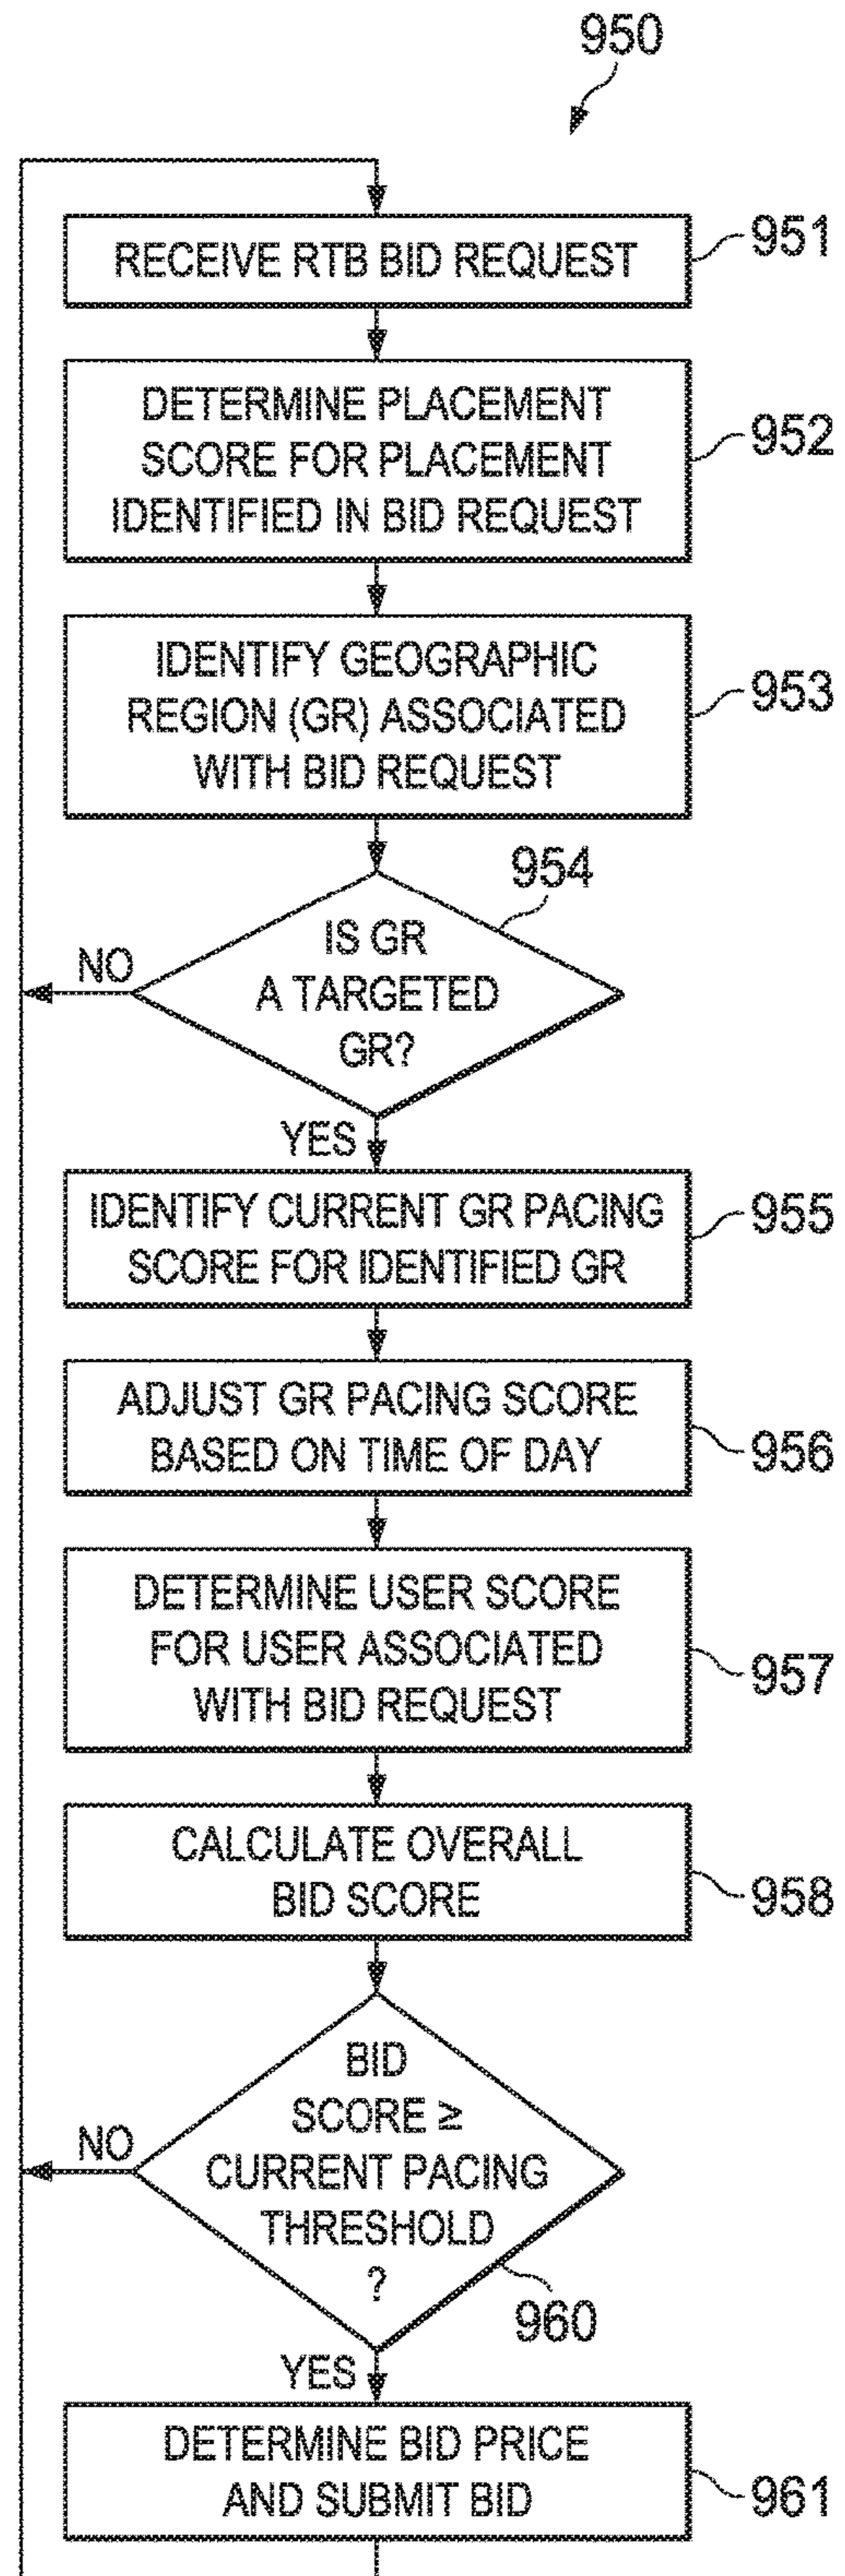 950
RECEIVE RTB BID REQUEST
951
DETERMINE PLACEMENT
SCORE FOR PLACEMENT
IDENTIFIED IN BID REQUEST
952
IDENTIFY GEOGRAPHIC
REGION (GR) ASSOCIATED
WITH BID REQUEST
953
954
IS GR
A TARGETED
GR?
NO
YES
IDENTIFY CURRENT GR PACING
SCORE FOR IDENTIFIED GR
955
ADJUST GR PACING SCORE
BASED ON TIME OF DAY
956
DETERMINE USER SCORE
FOR USER ASSOCIATED
WITH BID REQUEST
957
CALCULATE OVERALL
BID SCORE
958
BID
SCORE ≥
CURRENT PACING
THRESHOLD
?
NO
960
YES
DETERMINE BID PRICE
AND SUBMIT BID
961